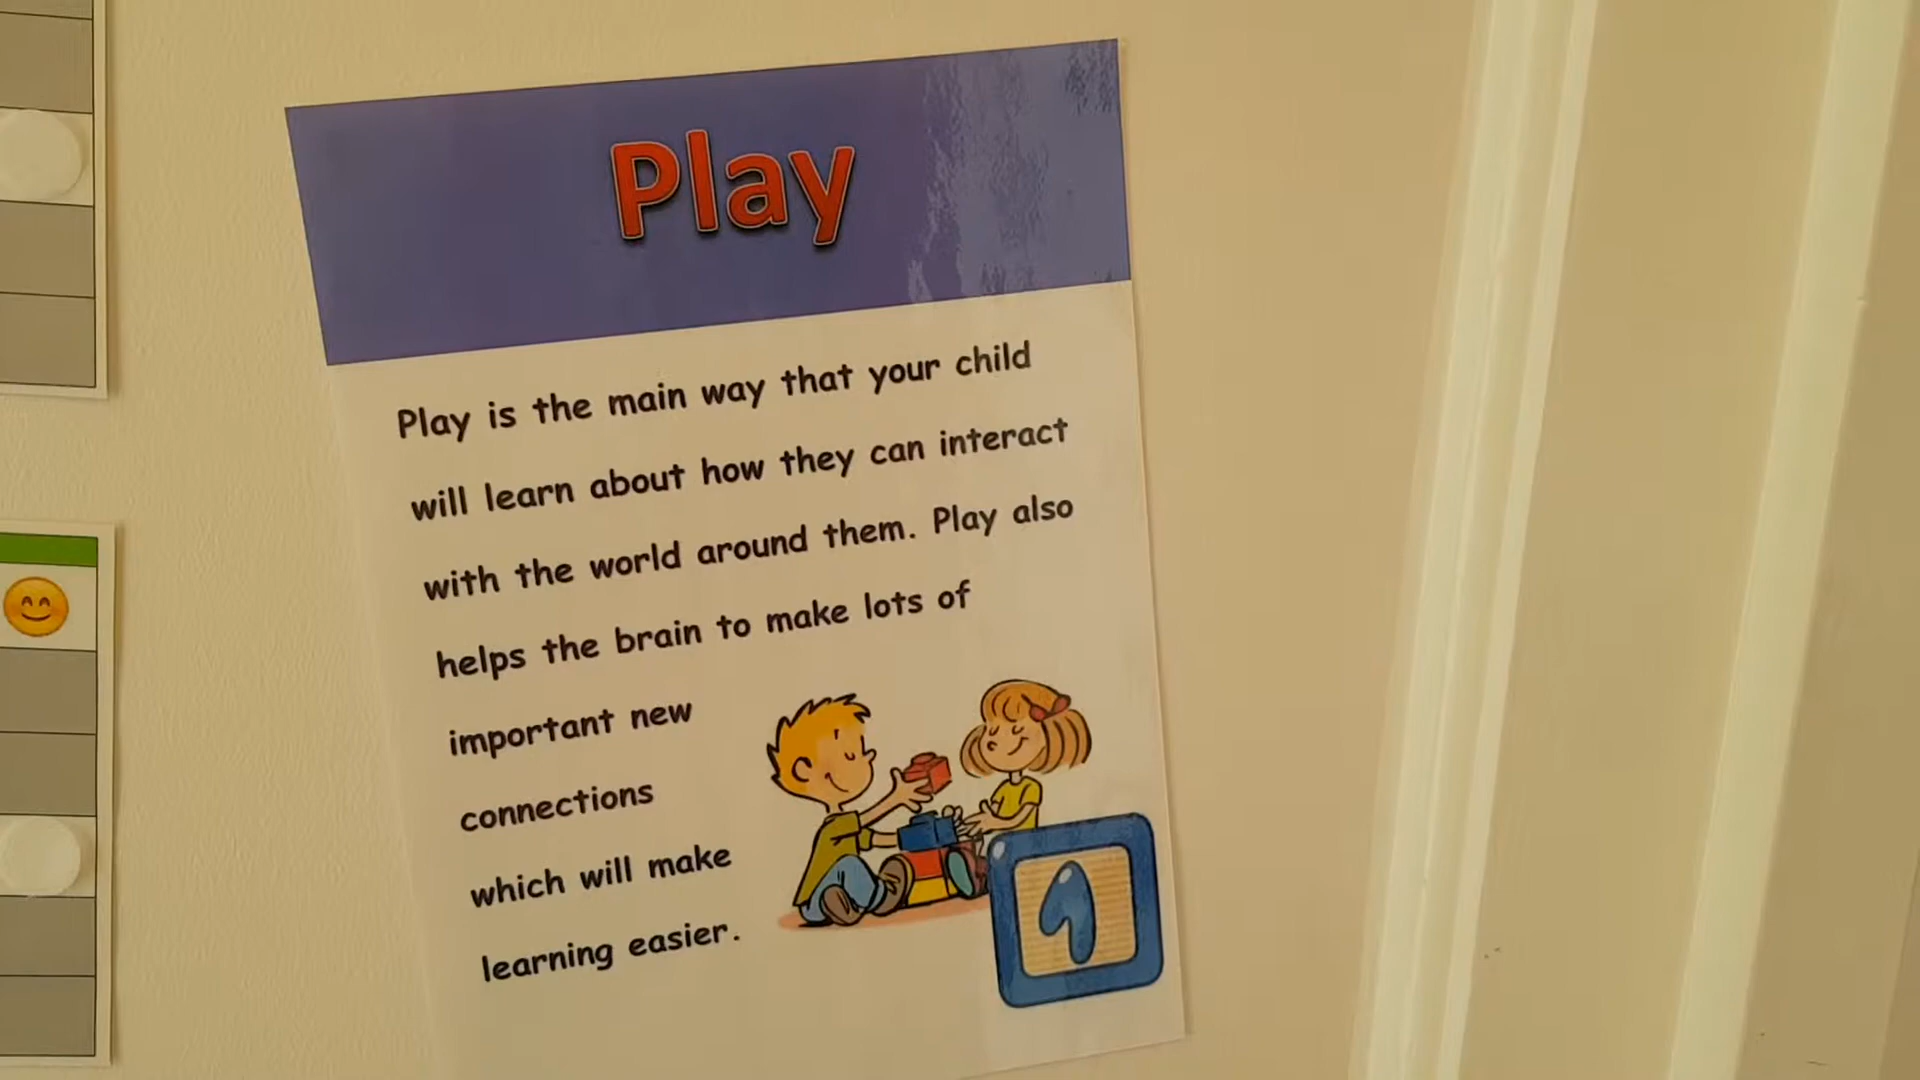 Play
Play is the main way that your child
will learn about how they can interact
with the world around them. Play also
helps the brain to make lots of
important new
connections
which will make
learning easier.
1